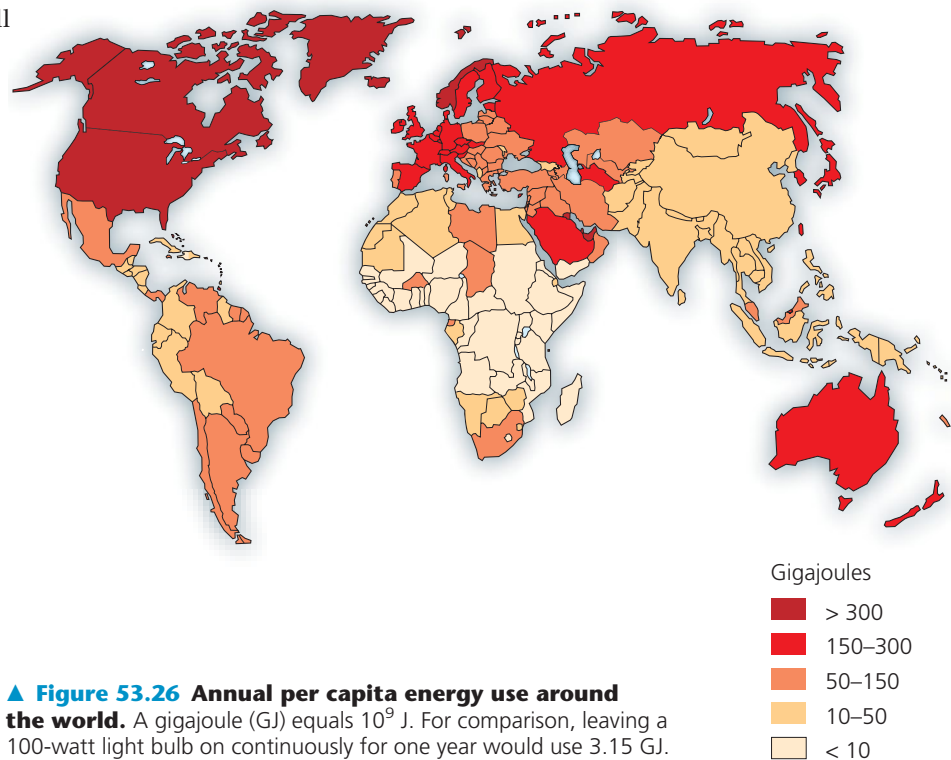 Gigajoules
> 300
150–300
50–150
10–50
< 10
▲ Figure 53.26 Annual per capita energy use around
the world. A gigajoule (GJ) equals 10⁹ J. For comparison, leaving a
100-watt light bulb on continuously for one year would use 3.15 GJ.